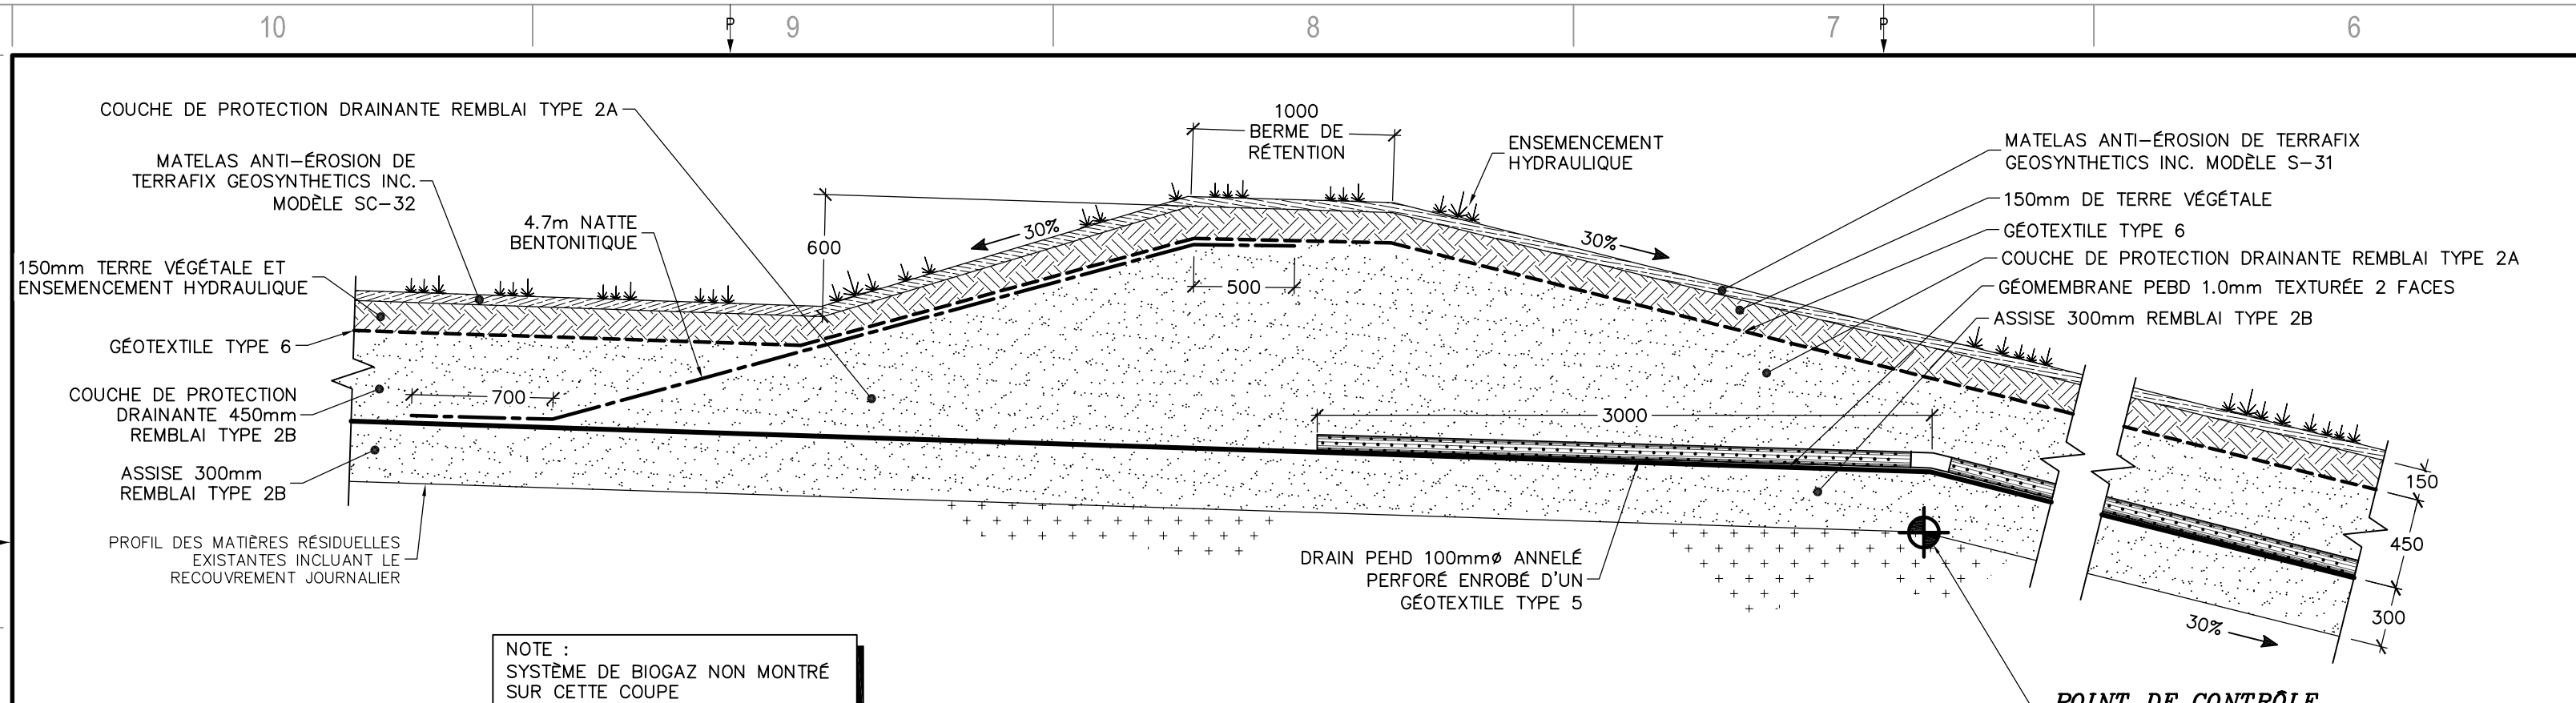 10
P
9
8
7
P
6
COUCHE DE PROTECTION DRAINANTE REMBLAI TYPE 2A
MATELAS ANTI-ÉROSION DE
TERRAFIX GEOSYNTHETICS INC.
MODÈLE SC-32
4.7m NATTE
BENTONITIQUE
150mm TERRE VÉGÉTALE ET
ENSEMENCEMENT HYDRAULIQUE
GÉOTEXTILE TYPE 6
COUCHE DE PROTECTION
DRAINANTE 450mm
REMBLAI TYPE 2B
ASSISE 300mm
REMBLAI TYPE 2B
PROFIL DES MATIÈRES RÉSIDUELLES
EXISTANTES INCLUANT LE
RECOUVREMENT JOURNALIER
700
600
30%
1000
BERME DE
RÉTENTION
500
ENSEMENCEMENT
HYDRAULIQUE
30%
3000
MATELAS ANTI-ÉROSION DE TERRAFIX
GEOSYNTHETICS INC. MODÈLE S-31
150mm DE TERRE VÉGÉTALE
GÉOTEXTILE TYPE 6
COUCHE DE PROTECTION DRAINANTE REMBLAI TYPE 2A
GÉOMEMBRANE PEBD 1.0mm TEXTURÉE 2 FACES
ASSISE 300mm REMBLAI TYPE 2B
DRAIN PEHD 100mmø ANNELÉ
PERFORÉ ENROBÉ D'UN
GÉOTEXTILE TYPE 5
150
450
300
30%
NOTE :
SYSTÈME DE BIOGAZ NON MONTRÉ
SUR CETTE COUPE
POINT DE CONTRÔLE